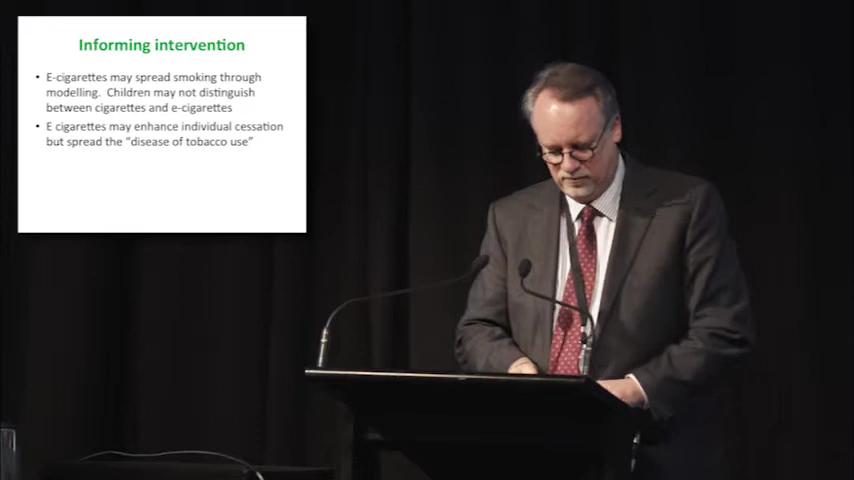 Informing intervention
• E-cigarettes may spread smoking through
modelling. Children may not distinguish
between cigarettes and e-cigarettes
• E cigarettes may enhance individual cessation
but spread the "disease of tobacco use"